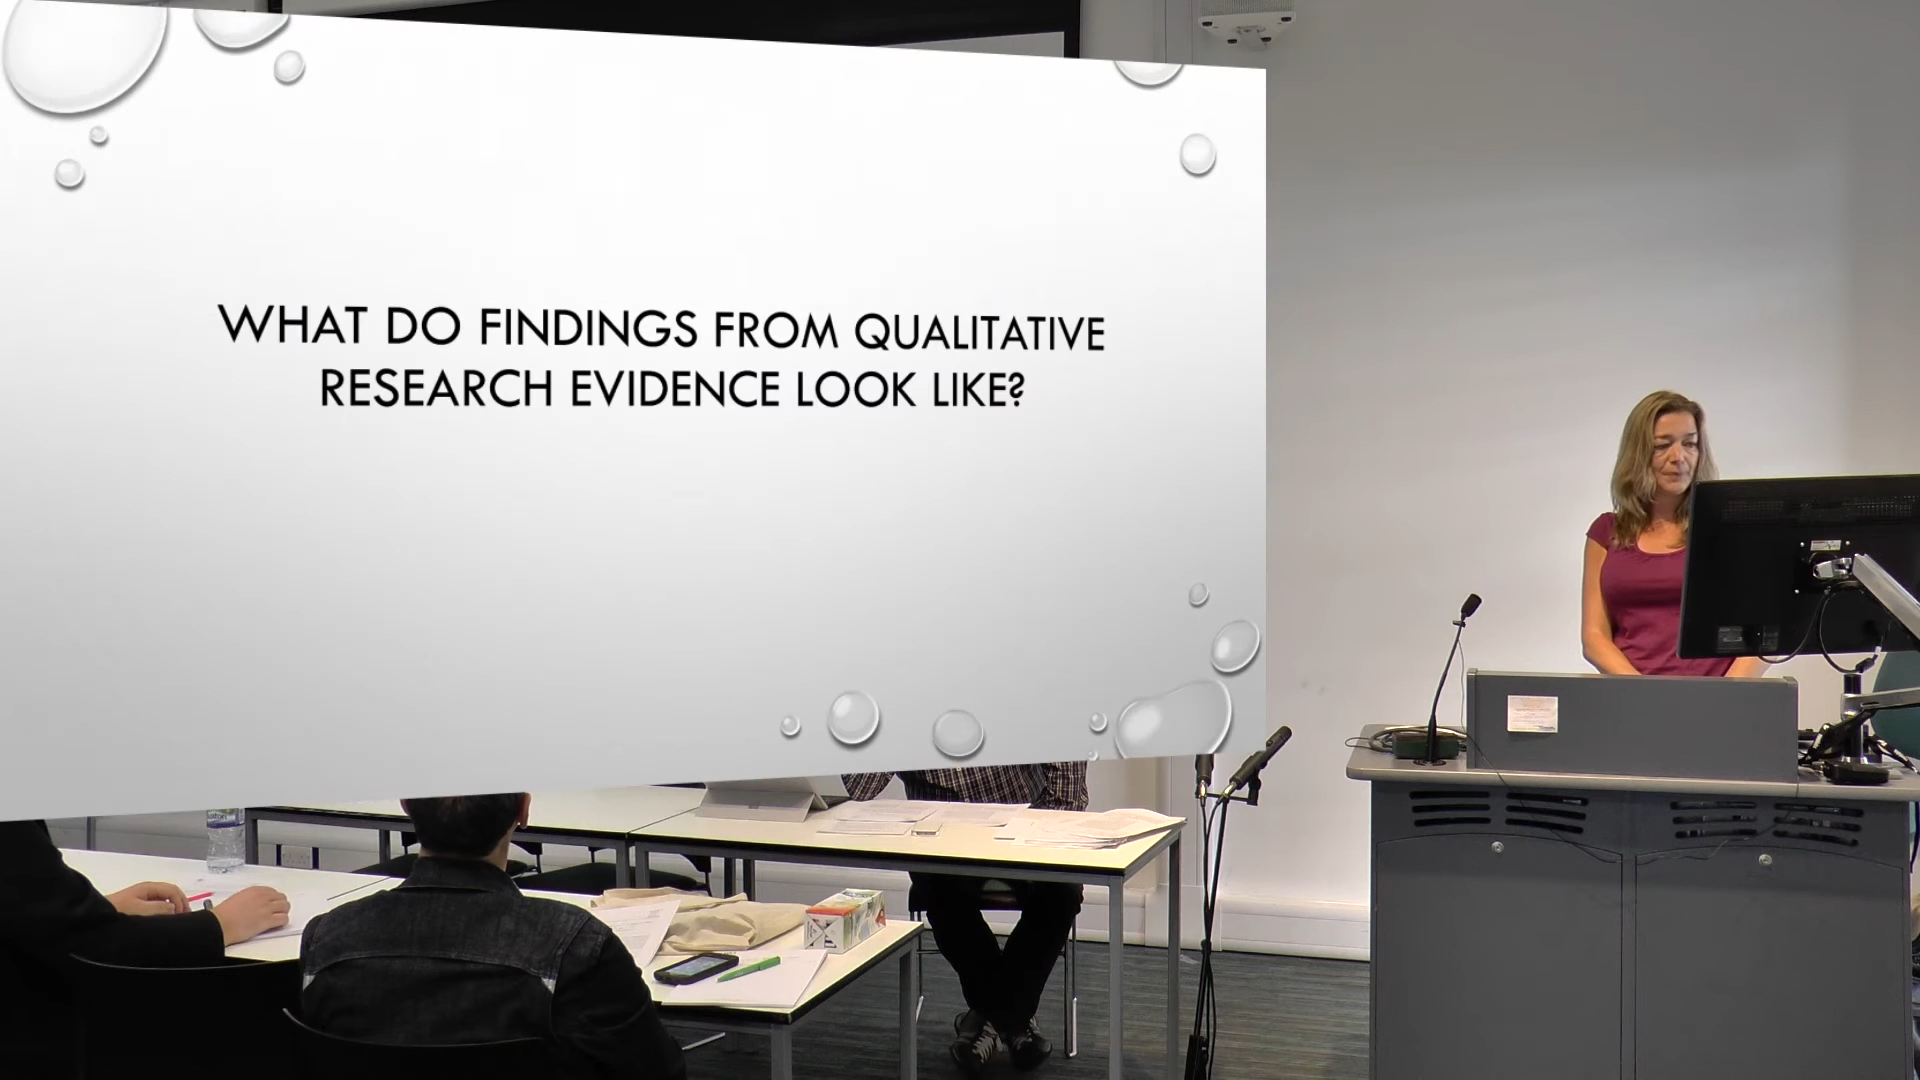 WHAT DO FINDINGS FROM QUALITATIVE
RESEARCH EVIDENCE LOOK LIKE?